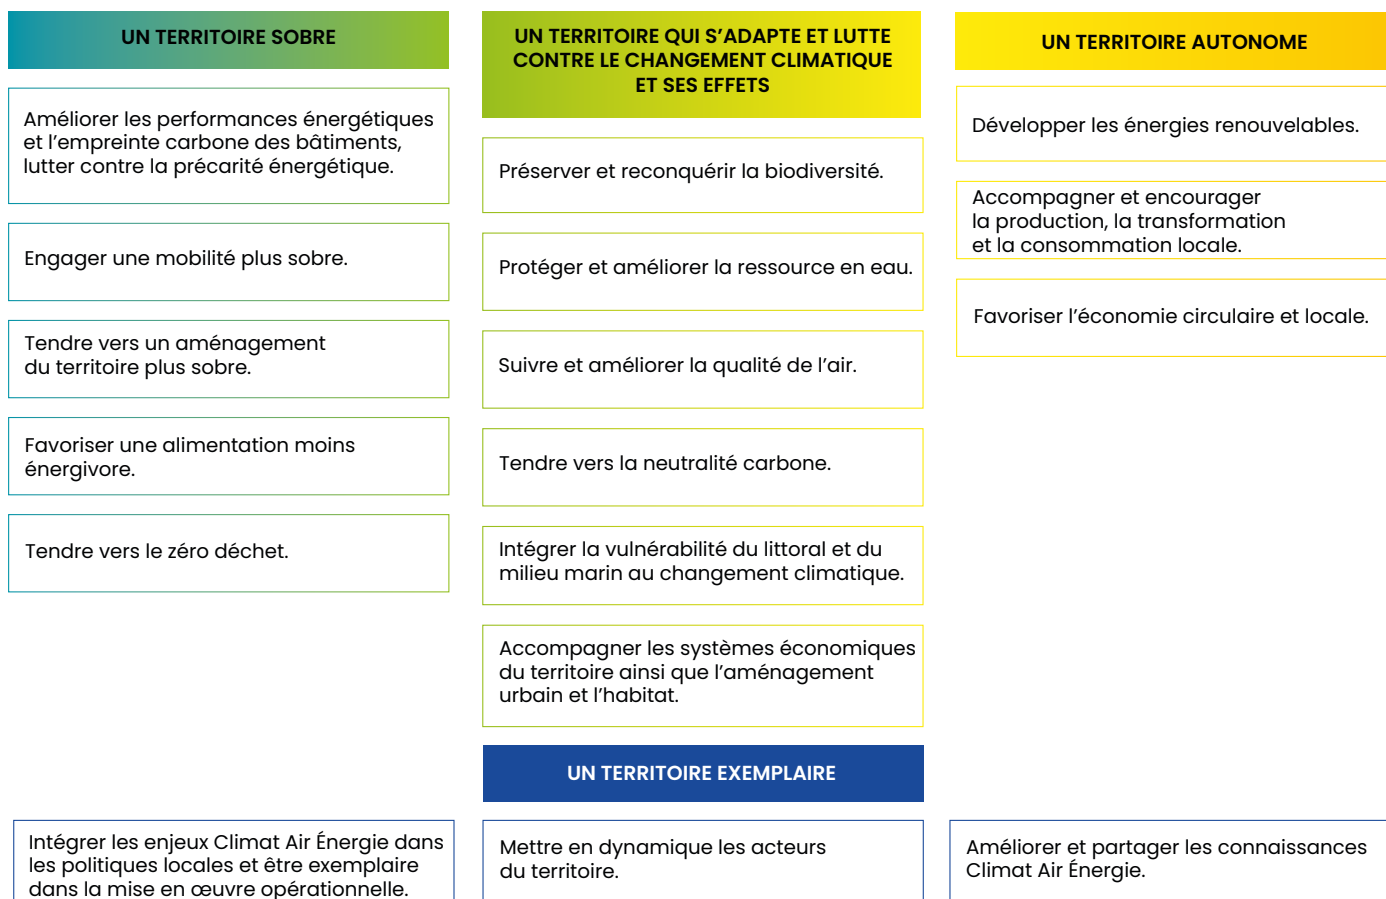 UN TERRITOIRE SOBRE
Améliorer les performances énergétiques
et l’empreinte carbone des bâtiments,
lutter contre la précarité énergétique.
Engager une mobilité plus sobre.
Tendre vers un aménagement
du territoire plus sobre.
Favoriser une alimentation moins
énergivore.
Tendre vers le zéro déchet.
UN TERRITOIRE QUI S’ADAPTE ET LUTTE
CONTRE LE CHANGEMENT CLIMATIQUE
ET SES EFFETS
Préserver et reconquérir la biodiversité.
Protéger et améliorer la ressource en eau.
Suivre et améliorer la qualité de l’air.
Tendre vers la neutralité carbone.
Intégrer la vulnérabilité du littoral et du
milieu marin au changement climatique.
Accompagner les systèmes économiques
du territoire ainsi que l’aménagement
urbain et l’habitat.
UN TERRITOIRE AUTONOME
Développer les énergies renouvelables.
Accompagner et encourager
la production, la transformation
et la consommation locale.
Favoriser l’économie circulaire et locale.
UN TERRITOIRE EXEMPLAIRE
Intégrer les enjeux Climat Air Énergie dans
les politiques locales et être exemplaire
dans la mise en œuvre opérationnelle.
Mettre en dynamique les acteurs
du territoire.
Améliorer et partager les connaissances
Climat Air Énergie.